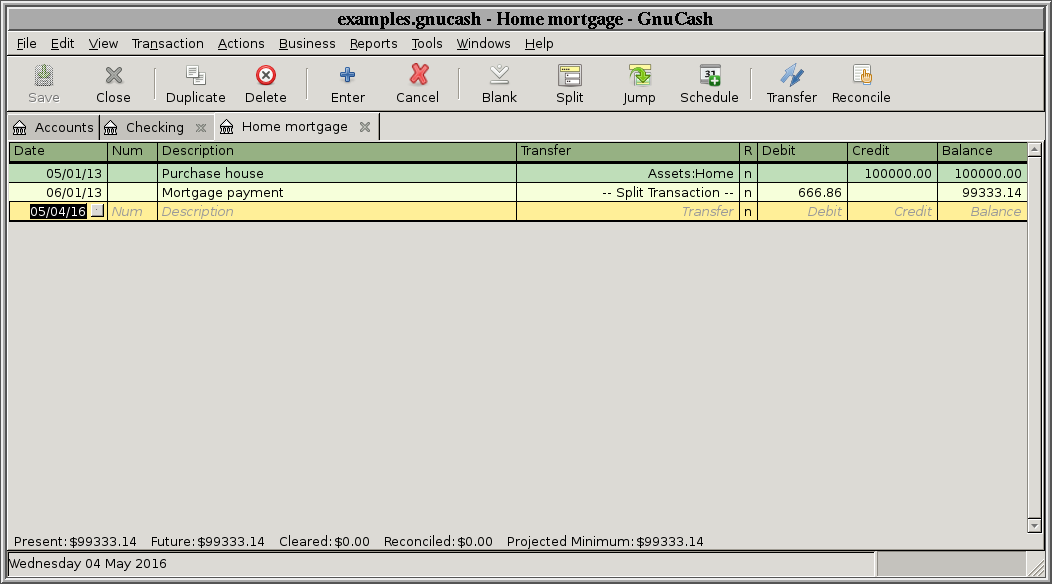 examples.gnucash - Home mortgage - GnuCash
File Edit View Transaction Actions Business Reports Tools Windows Help
Save Close Duplicate Delete Enter Cancel Blank Split Jump Schedule Transfer Reconcile
Accounts Checking Home mortgage
Date Num Description Transfer R Debit Credit Balance
05/01/13 Purchase house Assets:Home n 100000.00 100000.00
06/01/13 Mortgage payment -- Split Transaction -- n 666.86 99333.14
05/04/16 Num Description Transfer n Debit Credit Balance
Present: $99333.14 Future: $99333.14 Cleared: $0.00 Reconciled: $0.00 Projected Minimum: $99333.14
Wednesday 04 May 2016